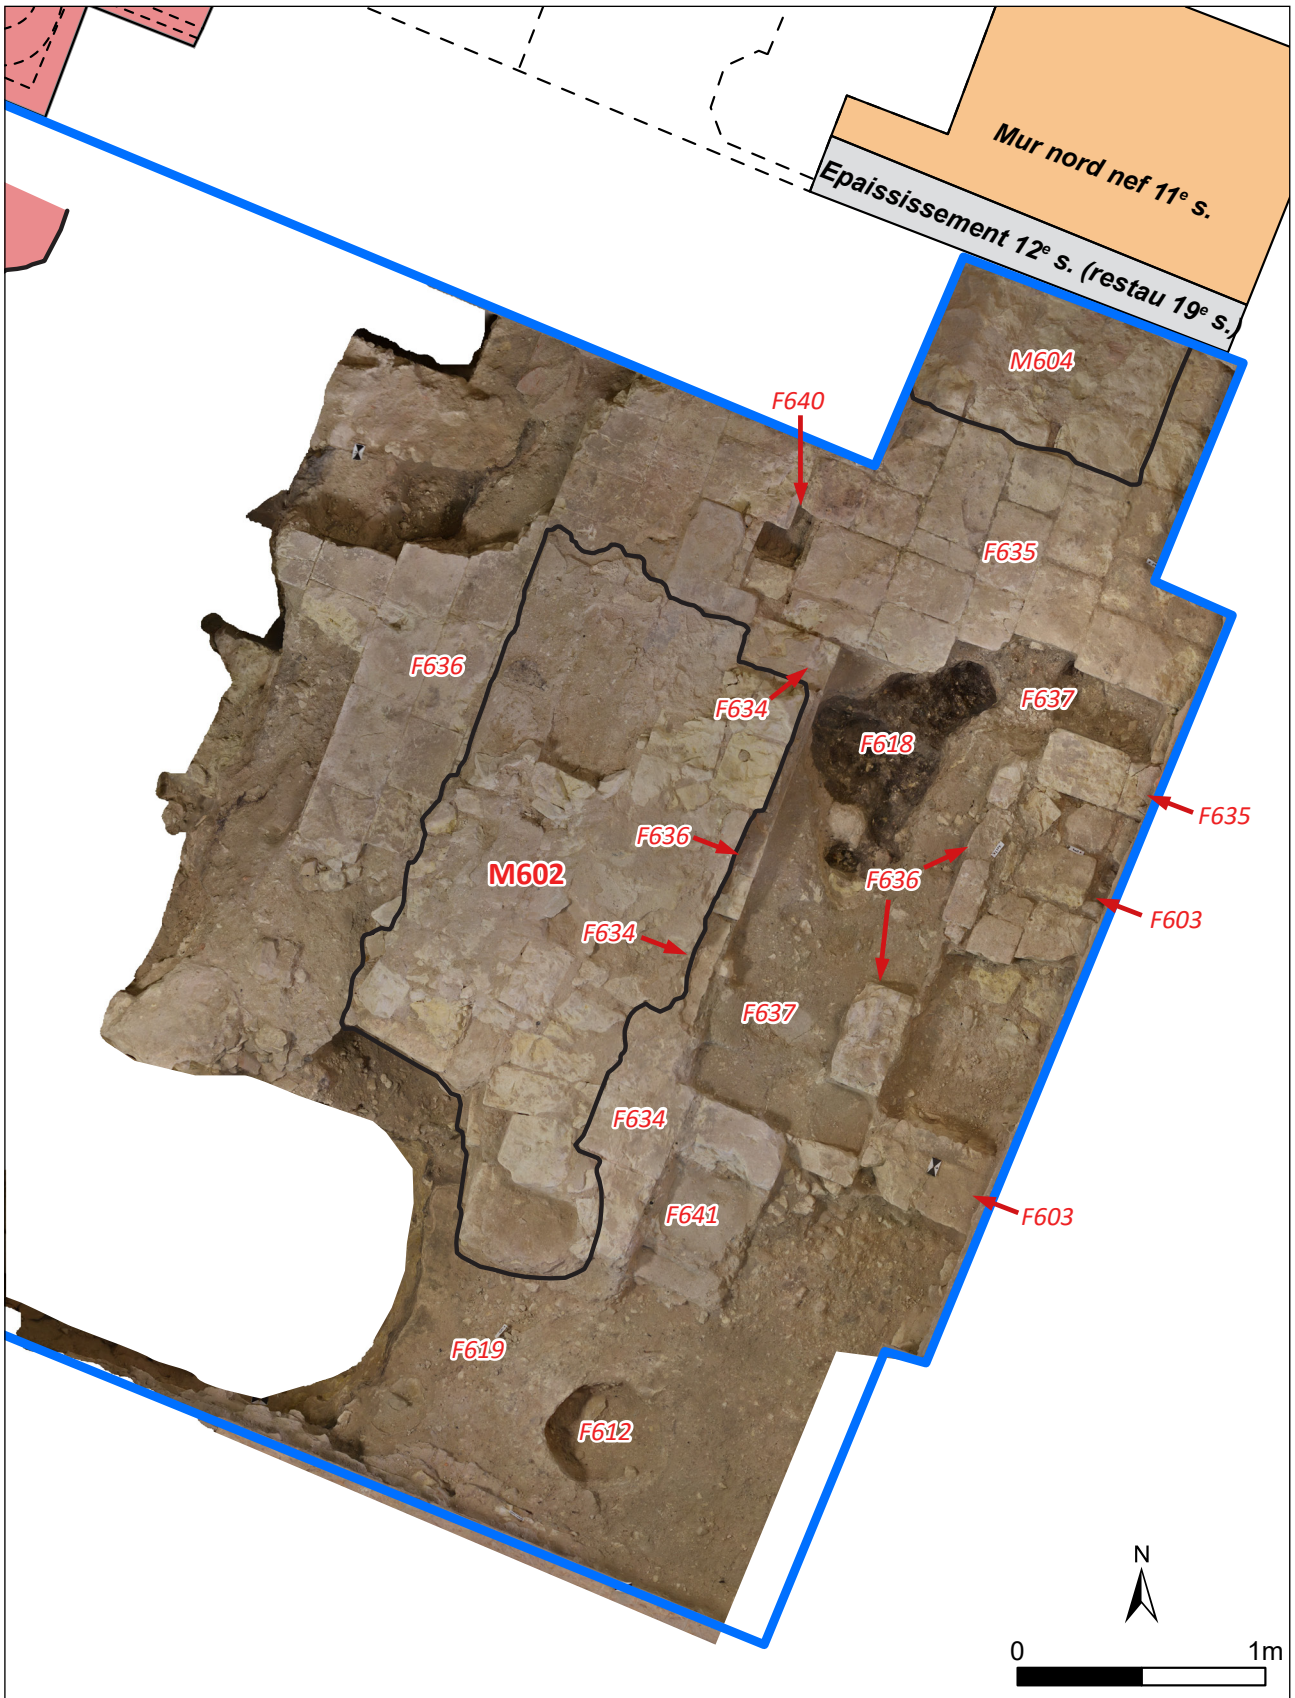 Mur nord nef 11e s.
Epaississement 12e s. (restau 19e s.)
M604
F640
F635
F636
F634
F637
F618
F635
F636
M602
F636
F603
F634
F637
F634
F641
F603
F619
F612
N
0 1m